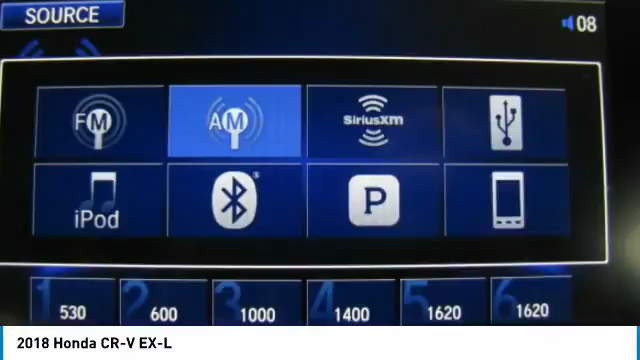 SOURCE
08
FM
AM
SiriusXM
iPod
P
1 2 3 4 5 6
530 600 1000 1400 1620 1620
2018 Honda CR-V EX-L